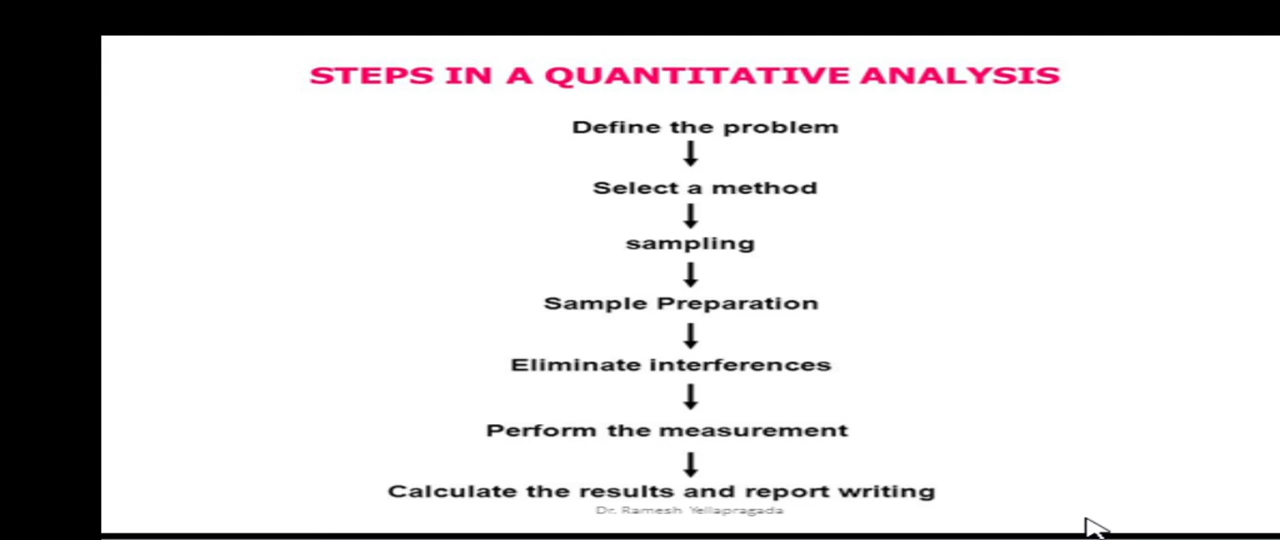 STEPS IN A QUANTITATIVE ANALYSIS
Define the problem
Select a method
sampling
Sample Preparation
Eliminate interferences
Perform the measurement
Calculate the results and report writing
Dr. Ramesh Yellapragada